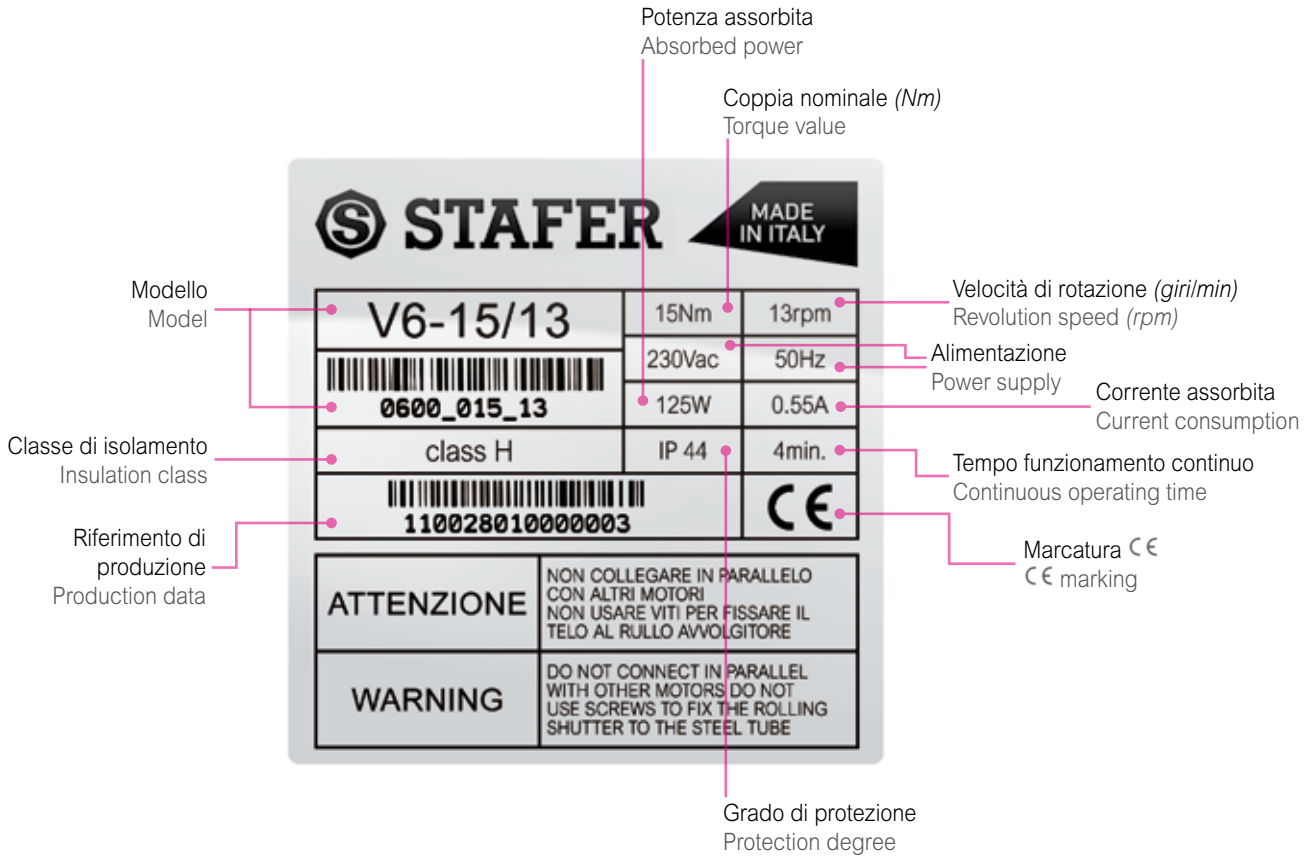 Potenza assorbita
Absorbed power
Coppia nominale (Nm)
Torque value
S STAFER
MADE
IN ITALY
Modello
Model
V6-15/13
15Nm
13rpm
Velocità di rotazione (giri/min)
Revolution speed (rpm)
230Vac
50Hz
Alimentazione
Power supply
0600_015_13
125W
0.55A
Corrente assorbita
Current consumption
Classe di isolamento
Insulation class
class H
IP 44
4min.
Tempo funzionamento continuo
Continuous operating time
Riferimento di
produzione
Production data
110028010000003
CE
Marcatura CE
CE marking
ATTENZIONE
NON COLLEGARE IN PARALLELO
CON ALTRI MOTORI
NON USARE VITI PER FISSARE IL
TELO AL RULLO AVVOLGITORE
WARNING
DO NOT CONNECT IN PARALLEL
WITH OTHER MOTORS DO NOT
USE SCREWS TO FIX THE ROLLING
SHUTTER TO THE STEEL TUBE
Grado di protezione
Protection degree